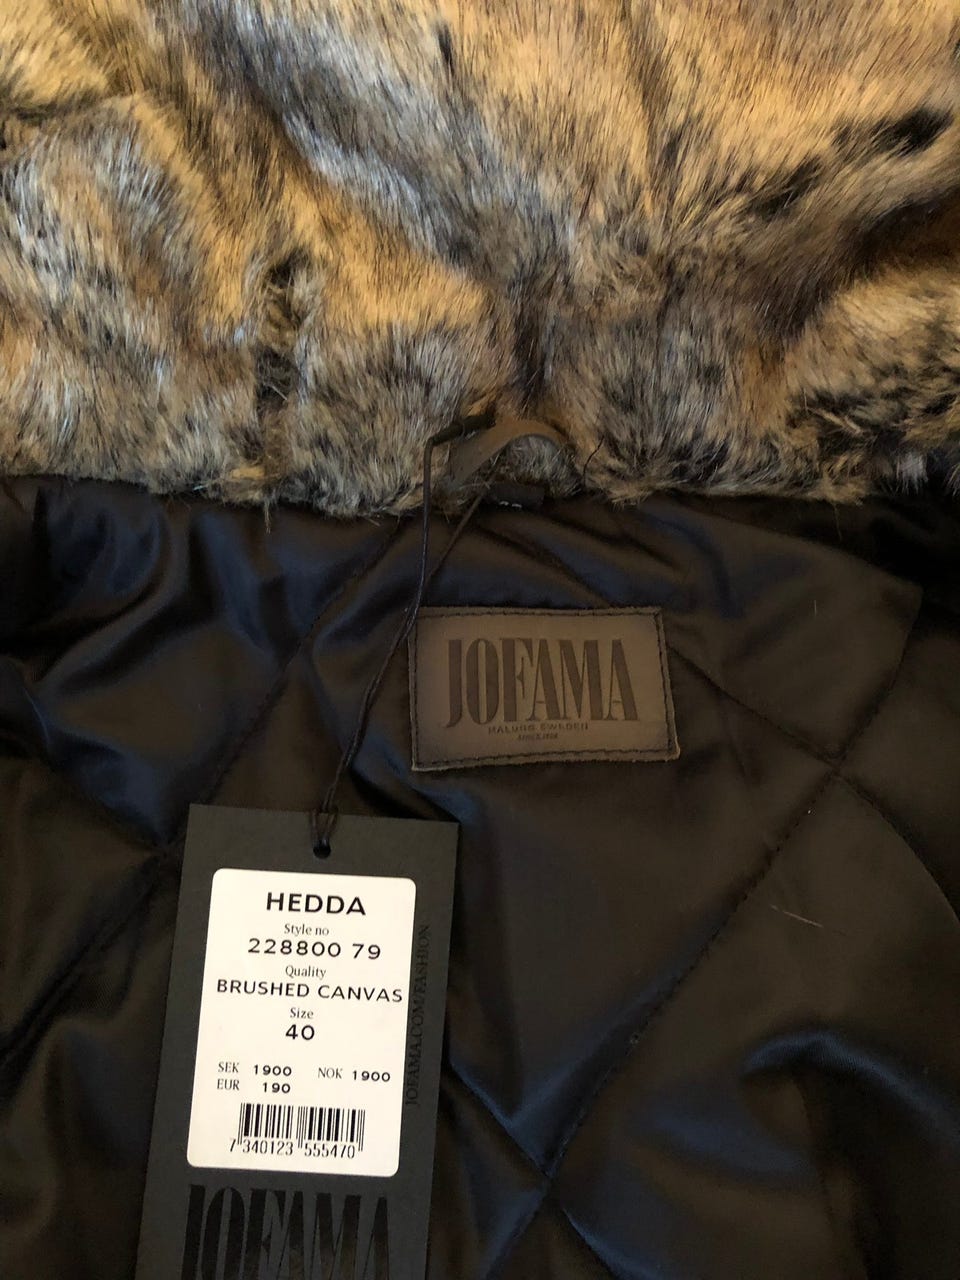 JOFAMA
MALUNG SWEDEN
HEDDA
Style no
228800 79
Quality
BRUSHED CANVAS
Size
40
SEK 1900 NOK 1900
EUR 190
7 340123 555470
JOFAMA.COM/FASHION
JOFAMA